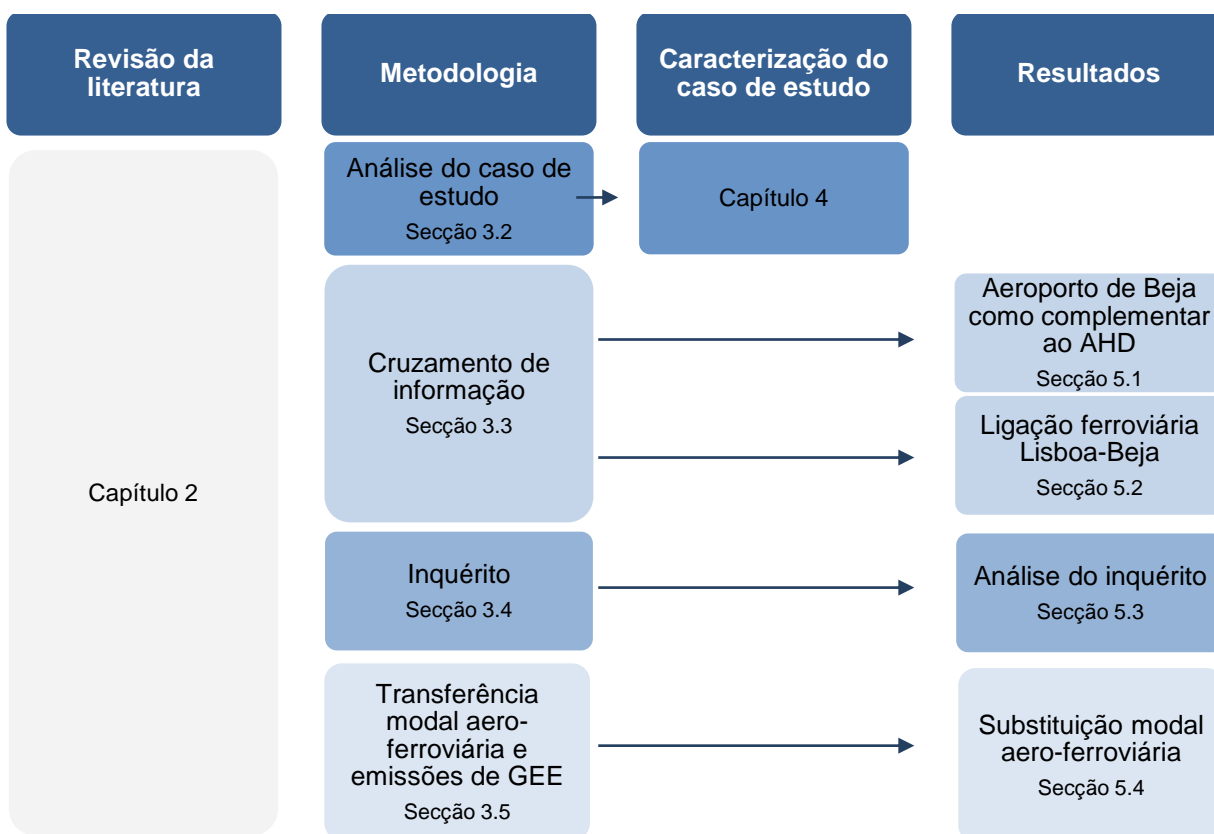 Revisão da
literatura
Metodologia
Caracterização do
caso de estudo
Resultados
Capítulo 2
Análise do caso de
estudo
Secção 3.2
Capítulo 4
Cruzamento de
informação
Secção 3.3
Aeroporto de Beja
como complementar
ao AHD
Secção 5.1
Ligação ferroviária
Lisboa-Beja
Secção 5.2
Inquérito
Secção 3.4
Análise do inquérito
Secção 5.3
Transferência
modal aero-
ferroviária e
emissões de GEE
Secção 3.5
Substituição modal
aero-ferroviária
Secção 5.4